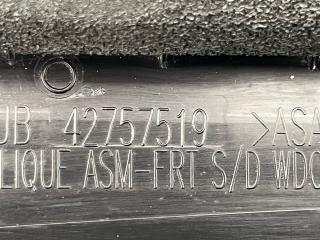 UB 42757519 >ASA
LIQUE ASM-FRT S/D WDO